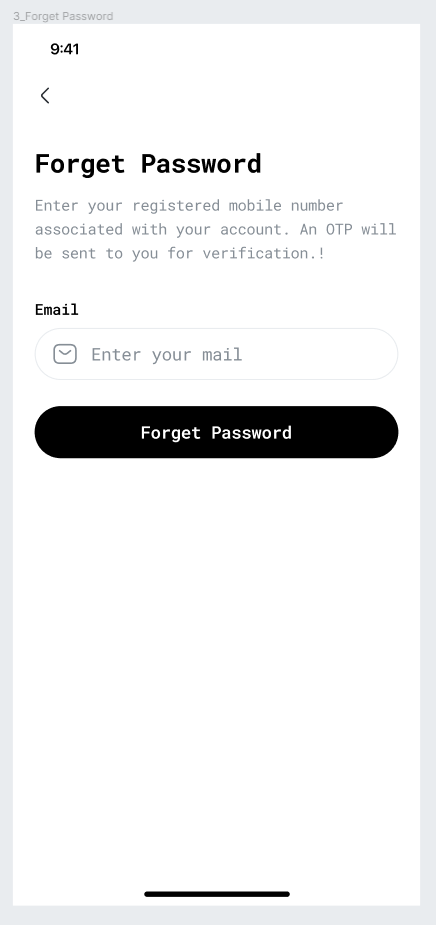 3_Forget Password
9:41
Forget Password
Enter your registered mobile number
associated with your account. An OTP will
be sent to you for verification.!
Email
Enter your mail
Forget Password